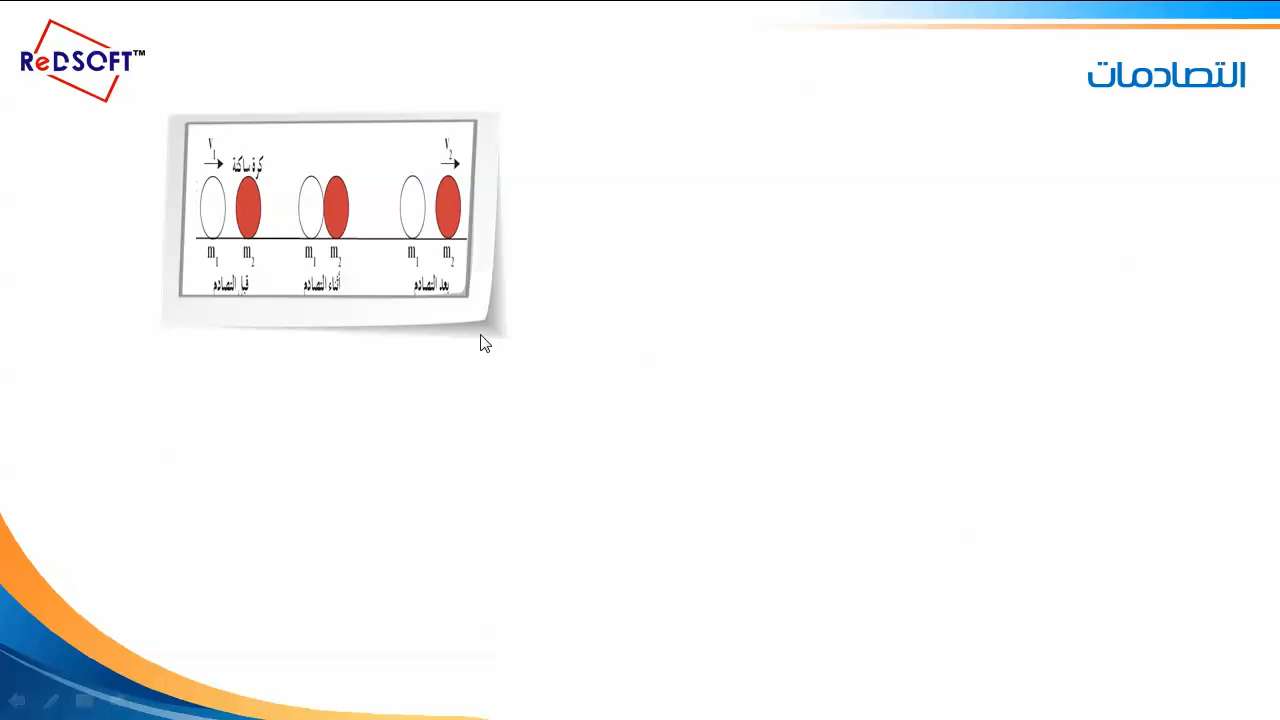 ReDSOFT™
التصادمات
v1
كرة ساكنة
v2
m1 m2 m1 m2 m1 m2
قبل التصادم أثناء التصادم بعد التصادم